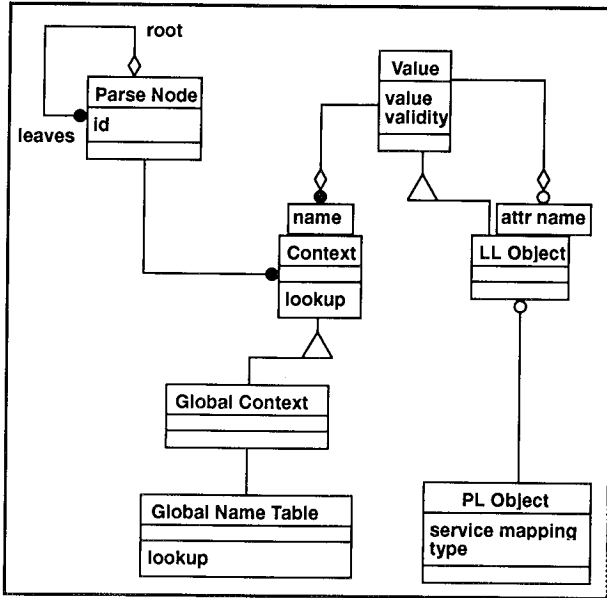 root
Parse Node
id
leaves
Value
value
validity
name
Context
lookup
attr name
LL Object
Global Context
Global Name Table
lookup
PL Object
service mapping
type